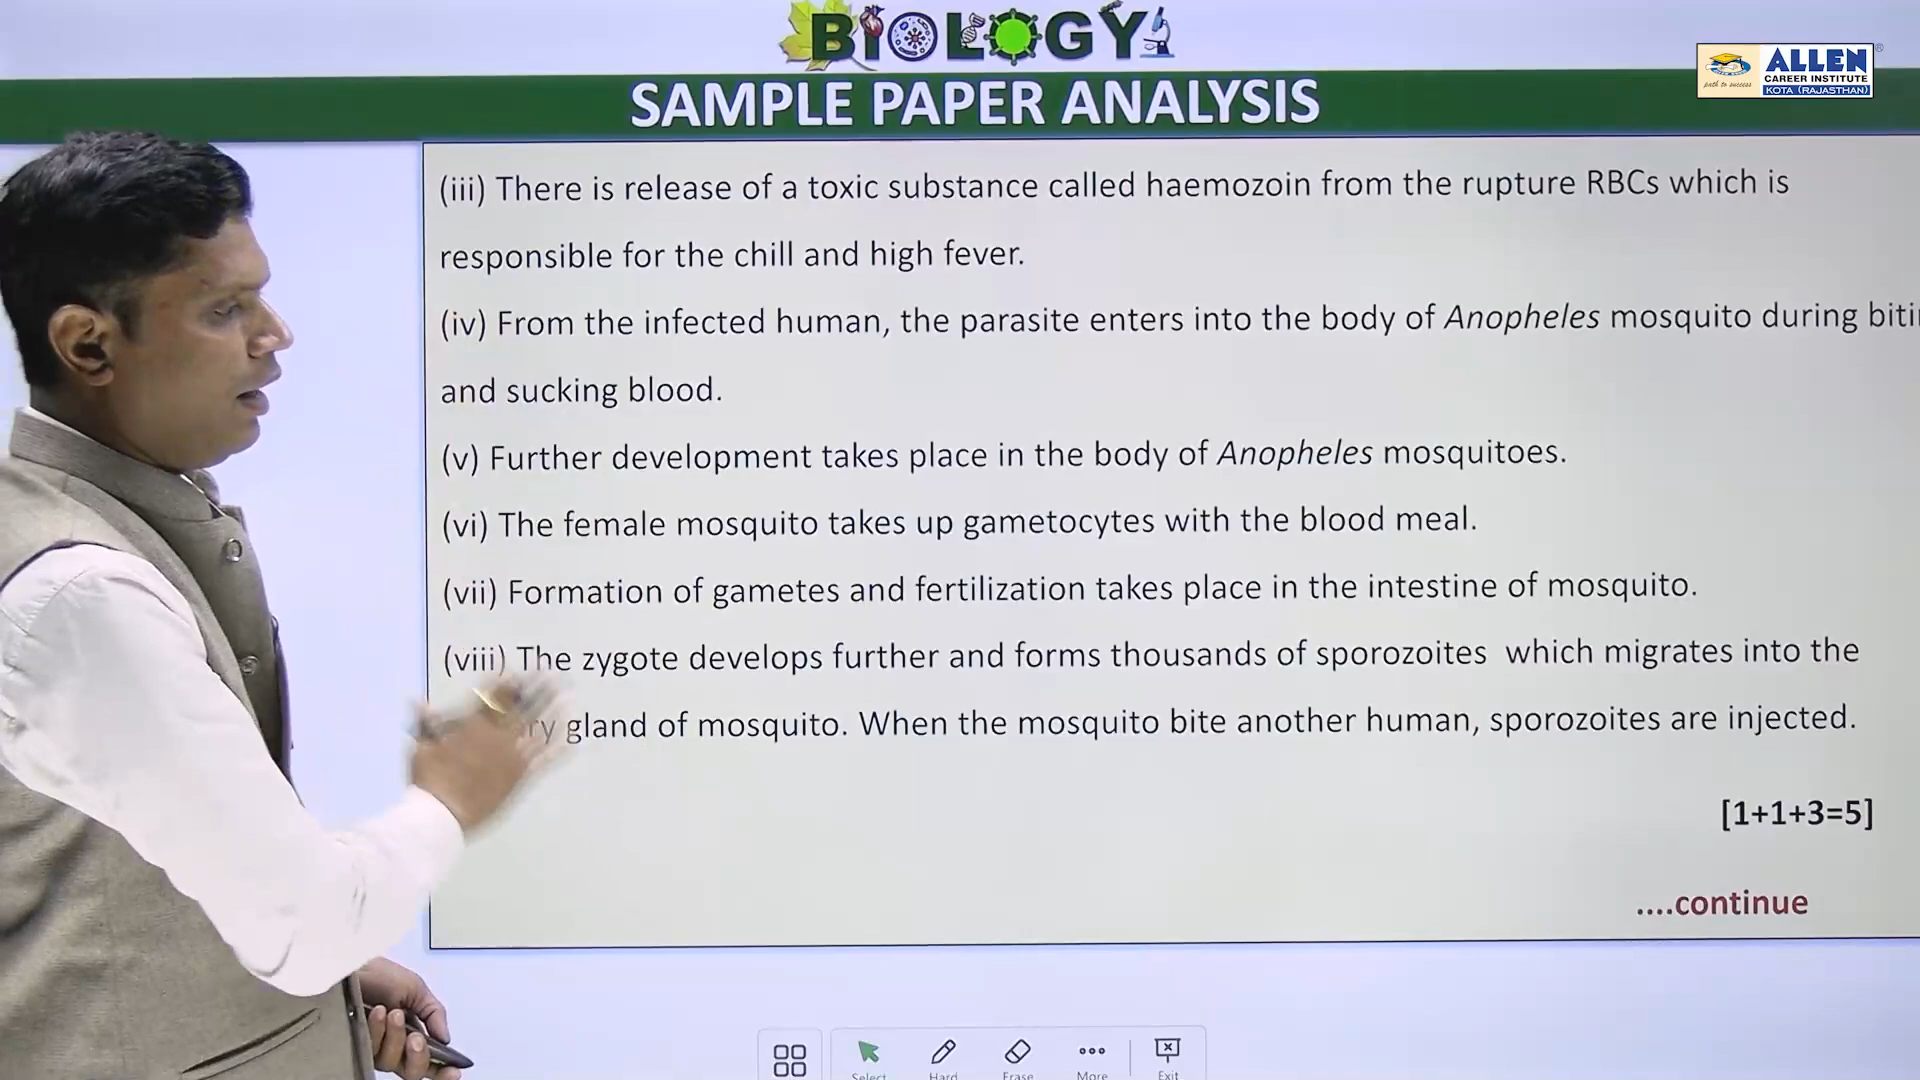 BIOLOGY
SAMPLE PAPER ANALYSIS
ALLEN
CAREER INSTITUTE
KOTA (RAJASTHAN)
path to success
(iii) There is release of a toxic substance called haemozoin from the rupture RBCs which is
responsible for the chill and high fever.
(iv) From the infected human, the parasite enters into the body of Anopheles mosquito during
and sucking blood.
(v) Further development takes place in the body of Anopheles mosquitoes.
(vi) The female mosquito takes up gametocytes with the blood meal.
(vii) Formation of gametes and fertilization takes place in the intestine of mosquito.
(viii) The zygote develops further and forms thousands of sporozoites which migrates into the
gland of mosquito. When the mosquito bite another human, sporozoites are injected.
[1+1+3=5]
....continue
Select Hard Erase More Exit